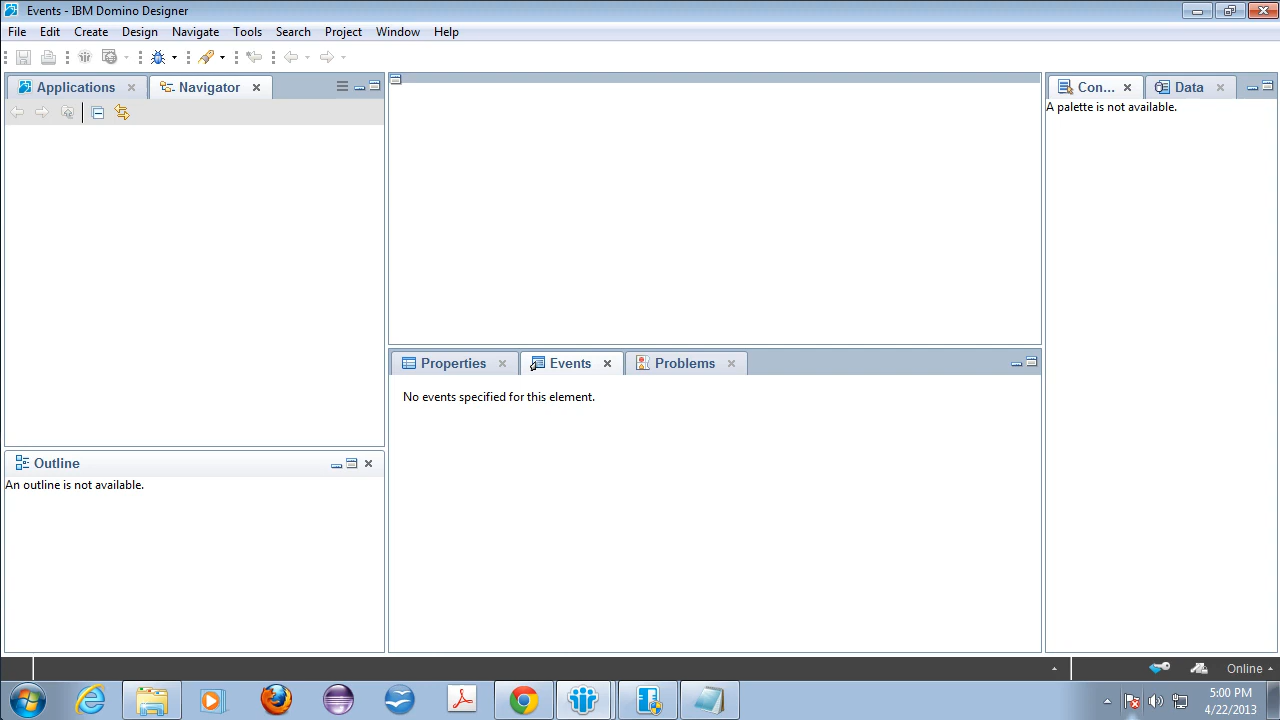 Events - IBM Domino Designer
File Edit Create Design Navigate Tools Search Project Window Help
Applications Navigator
Con... Data
A palette is not available.
Properties Events Problems
No events specified for this element.
Outline
An outline is not available.
Online
5:00 PM
4/22/2013